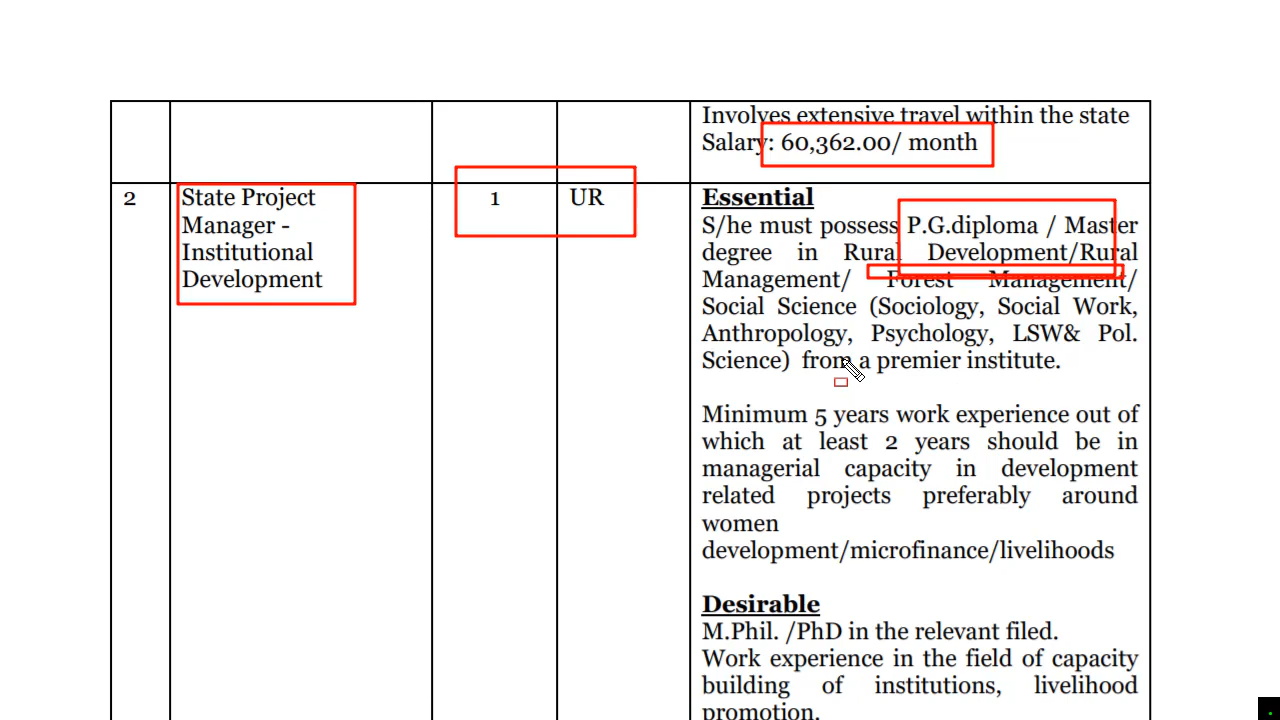 Involves extensive travel within the state
Salary: 60,362.00/ month
2
State Project
Manager -
Institutional
Development
1
UR
Essential
S/he must possess P.G.diploma / Master
degree in Rural Development/Rural
Management/ Forest Management/
Social Science (Sociology, Social Work,
Anthropology, Psychology, LSW& Pol.
Science) from a premier institute.
Minimum 5 years work experience out of
which at least 2 years should be in
managerial capacity in development
related projects preferably around
women
development/microfinance/livelihoods
Desirable
M.Phil. /PhD in the relevant filed.
Work experience in the field of capacity
building of institutions, livelihood
promotion.